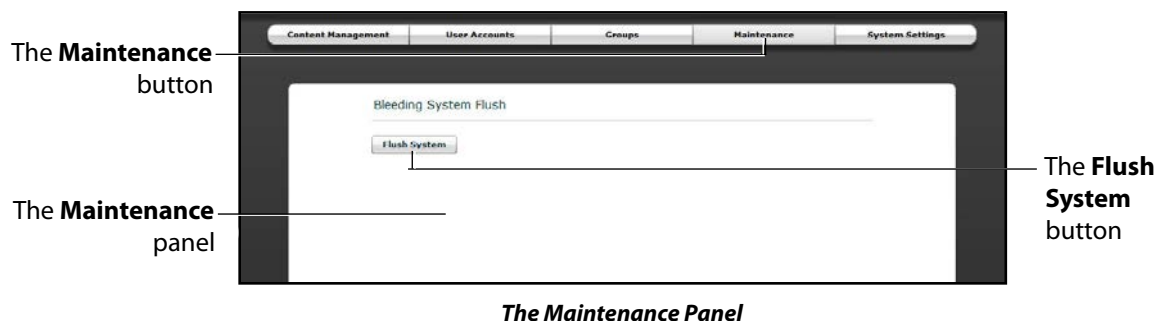 Content Management User Accounts Groups Maintenance System Settings
The Maintenance
button
Bleeding System Flush
Flush System
The Flush
System
button
The Maintenance
panel
The Maintenance Panel